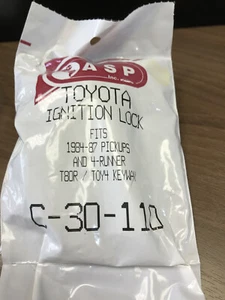 ASP
TOYOTA
IGNITION LOCK
FITS
1984-87 PICKUPS
AND 4-RUNNER
T80R / TOY4 KEYWAY
C-30-110